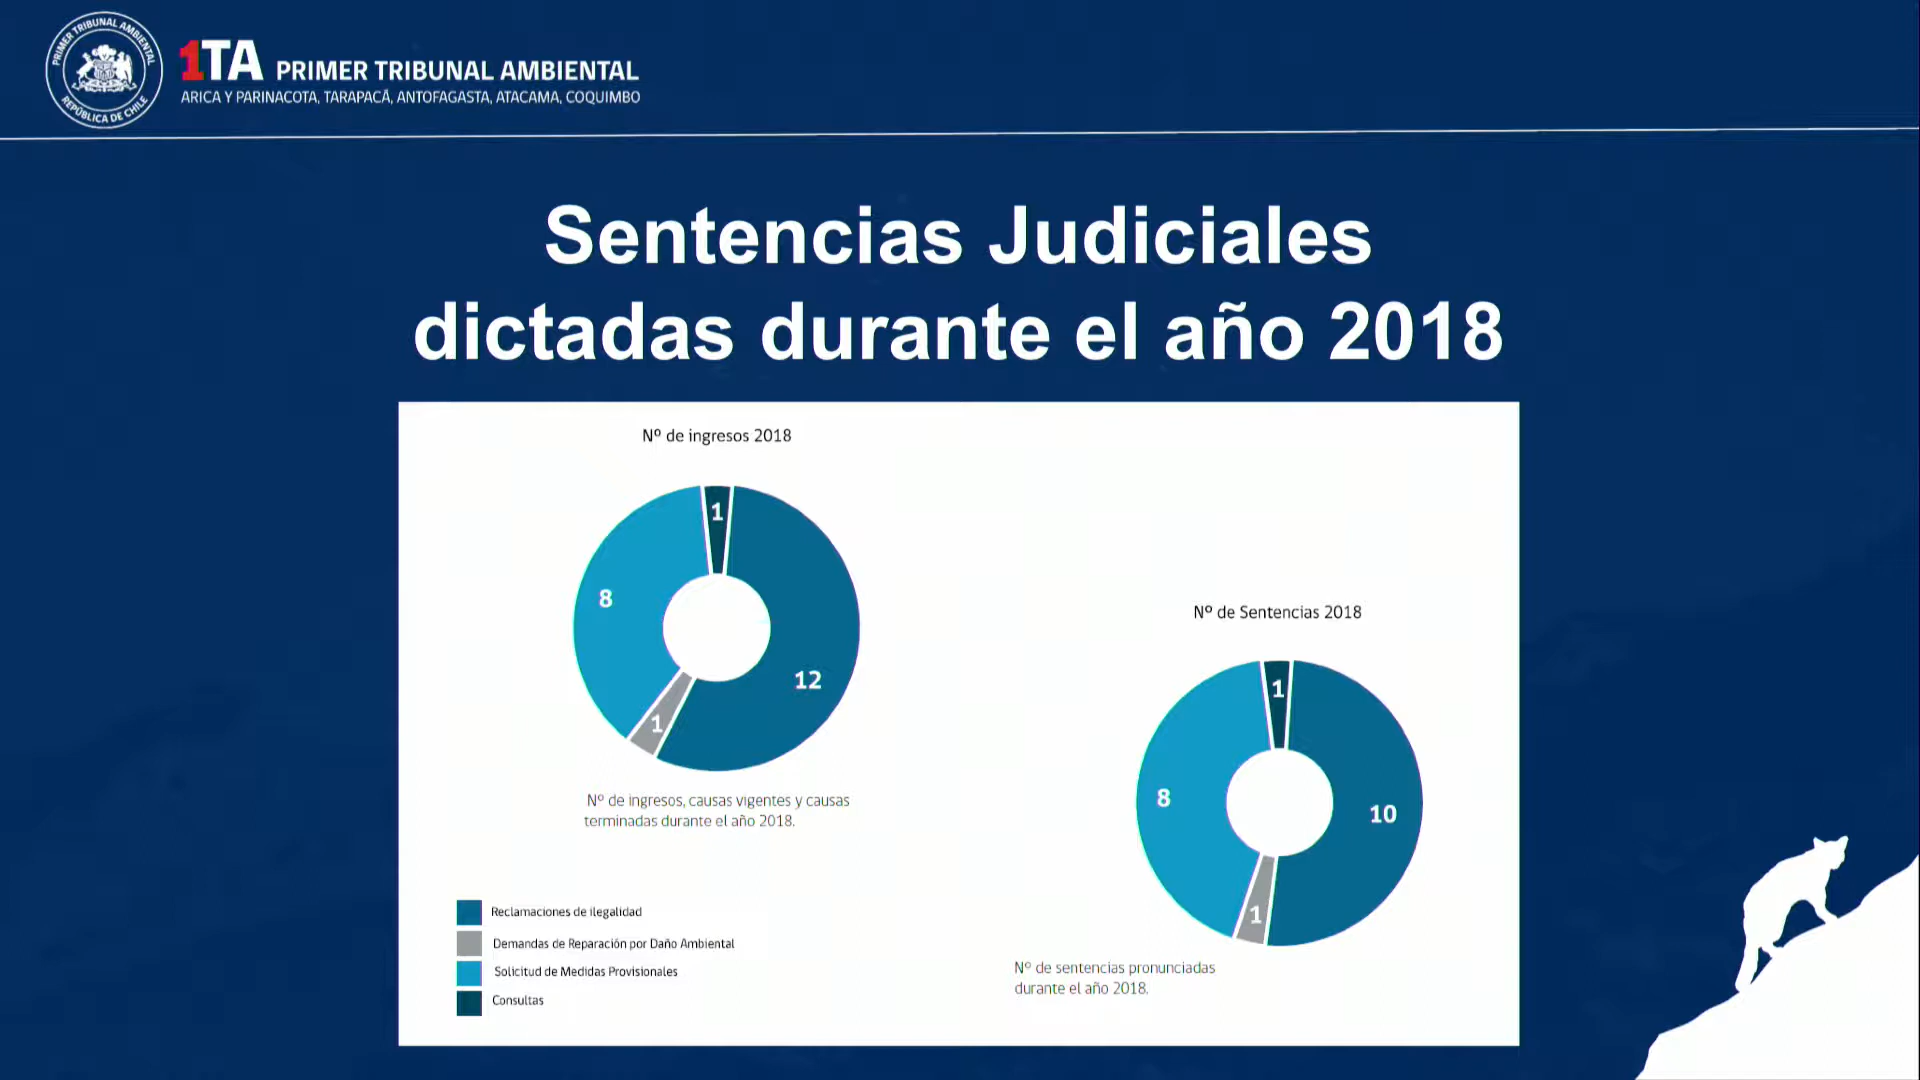 PRIMER TRIBUNAL AMBIENTAL
REPÚBLICA DE CHILE
1TA PRIMER TRIBUNAL AMBIENTAL
ARICA Y PARINACOTA, TARAPACÁ, ANTOFAGASTA, ATACAMA, COQUIMBO
Sentencias Judiciales
dictadas durante el año 2018
Nº de ingresos 2018
1
8
12
1
Nº de ingresos, causas vigentes y causas
terminadas durante el año 2018.
Reclamaciones de ilegalidad
Demandas de Reparación por Daño Ambiental
Solicitud de Medidas Provisionales
Consultas
Nº de Sentencias 2018
1
8
10
1
Nº de sentencias pronunciadas
durante el año 2018.